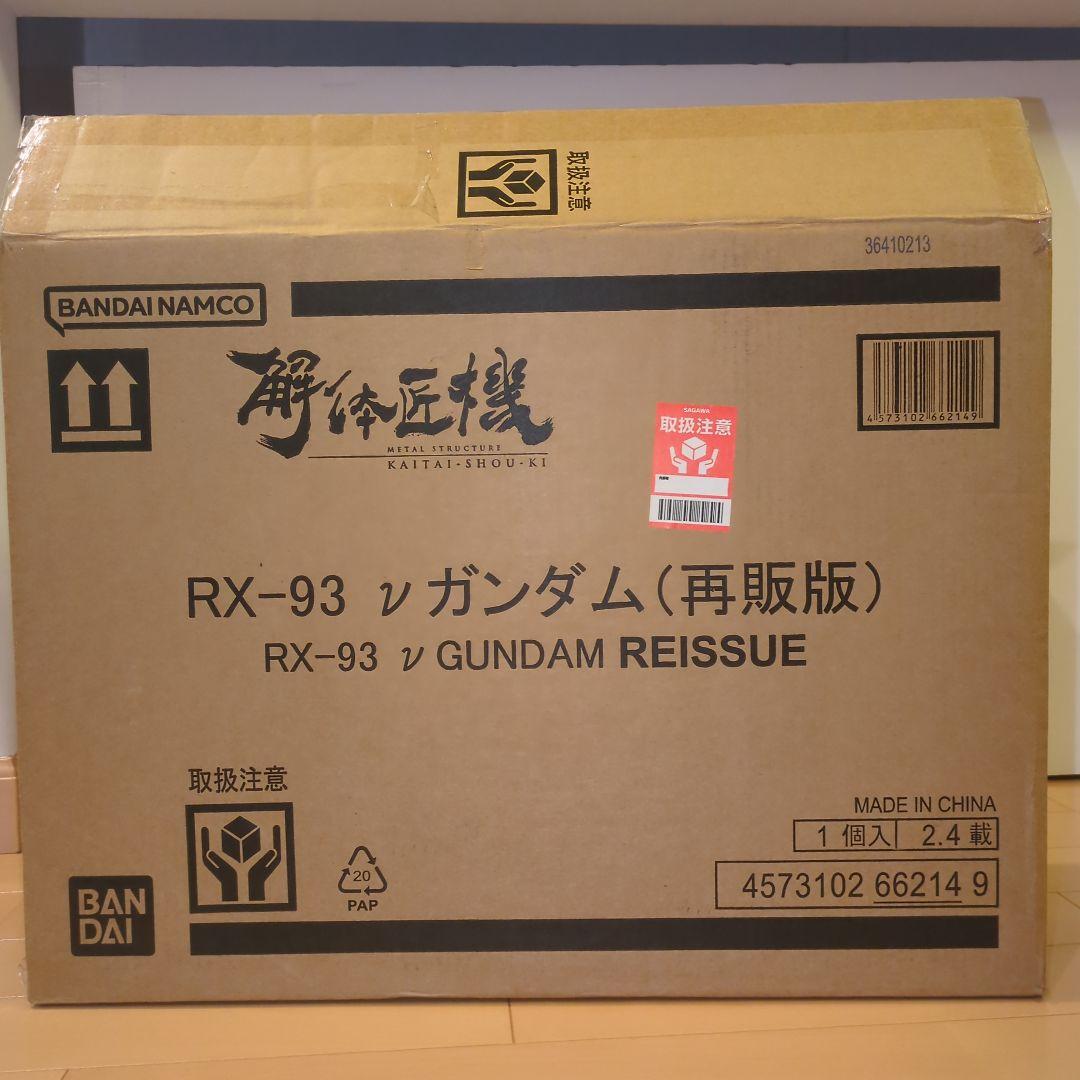 取扱注意
36410213
BANDAI NAMCO
解体匠機
METAL STRUCTURE
KAITAI-SHOU-KI
4573102662149
SAGAWA
取扱注意
RX-93 ν ガンダム(再販版)
RX-93 ν GUNDAM REISSUE
取扱注意
MADE IN CHINA
1 個入 2.4 載
4573102 66214 9
20
PAP
BAN
DAI